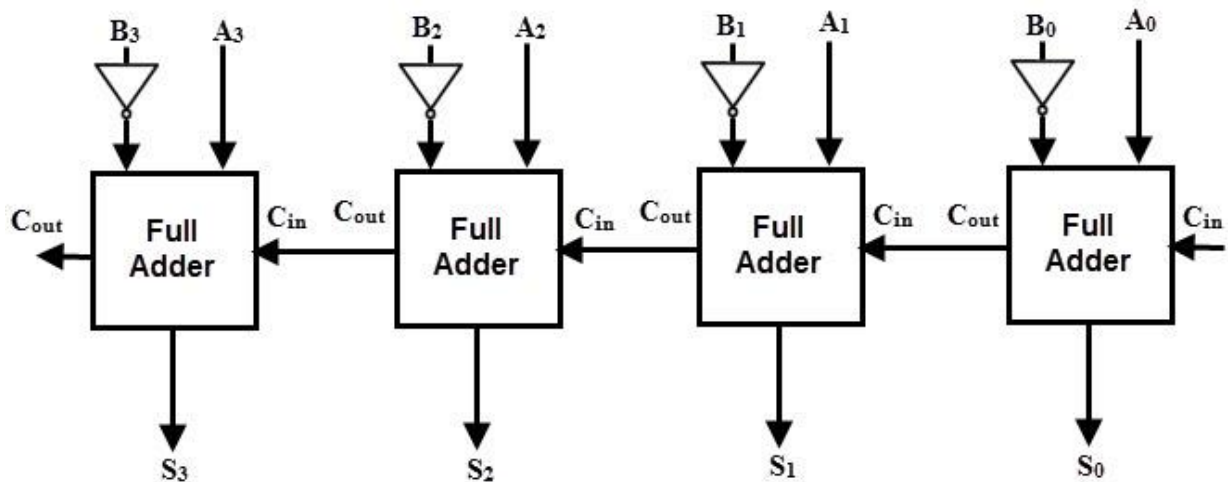 B₃ A₃ B₂ A₂ B₁ A₁ B₀ A₀
Cout Full Adder Cin Cout Full Adder Cin Cout Full Adder Cin Cout Full Adder Cin
S₃ S₂ S₁ S₀